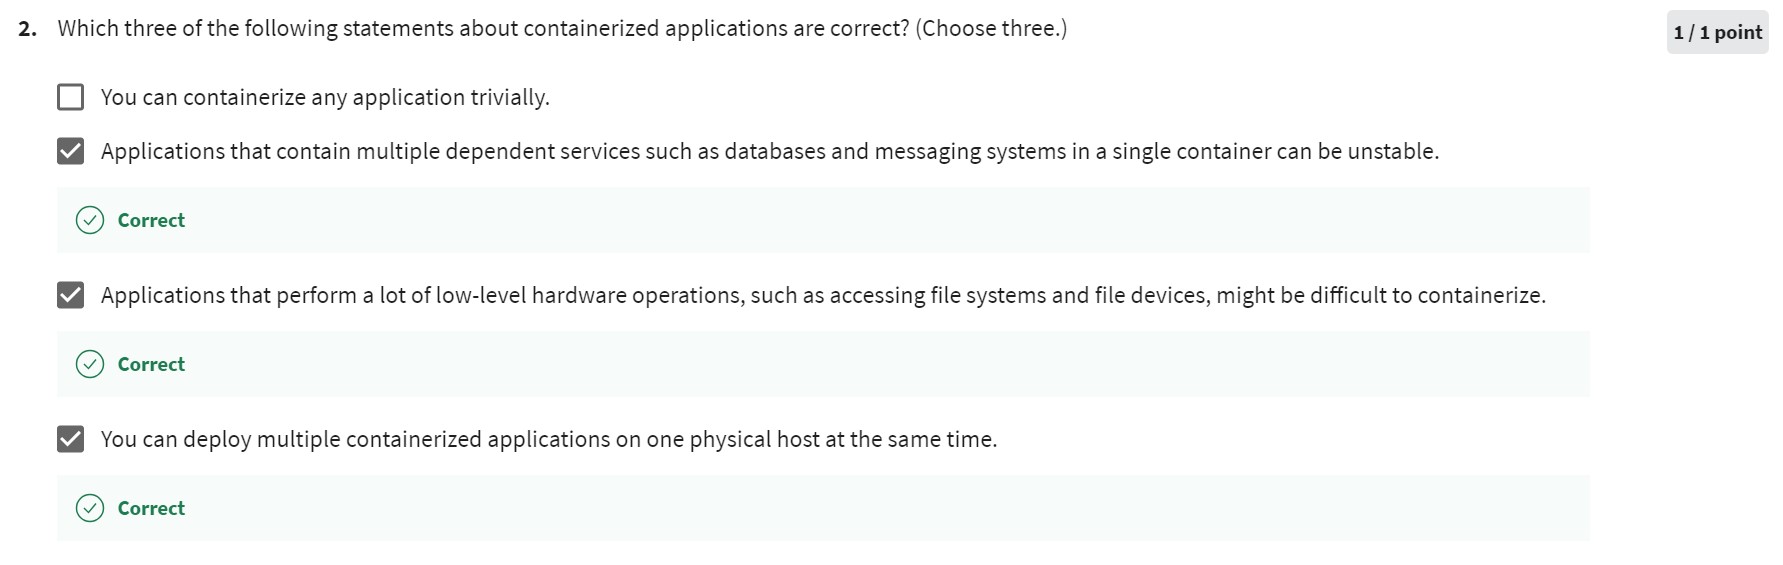 2. Which three of the following statements about containerized applications are correct? (Choose three.)
1 / 1 point
You can containerize any application trivially.
Applications that contain multiple dependent services such as databases and messaging systems in a single container can be unstable.
Correct
Applications that perform a lot of low-level hardware operations, such as accessing file systems and file devices, might be difficult to containerize.
Correct
You can deploy multiple containerized applications on one physical host at the same time.
Correct